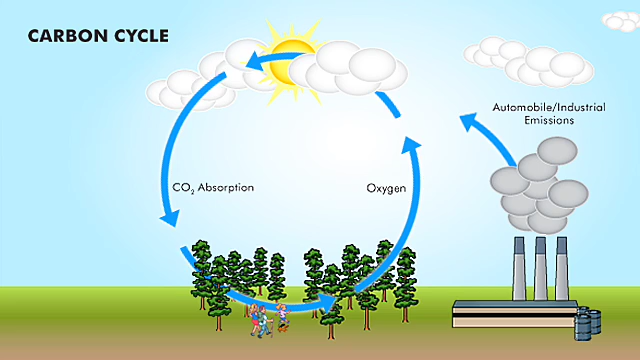 CARBON CYCLE
Automobile/Industrial
Emissions
CO₂ Absorption
Oxygen